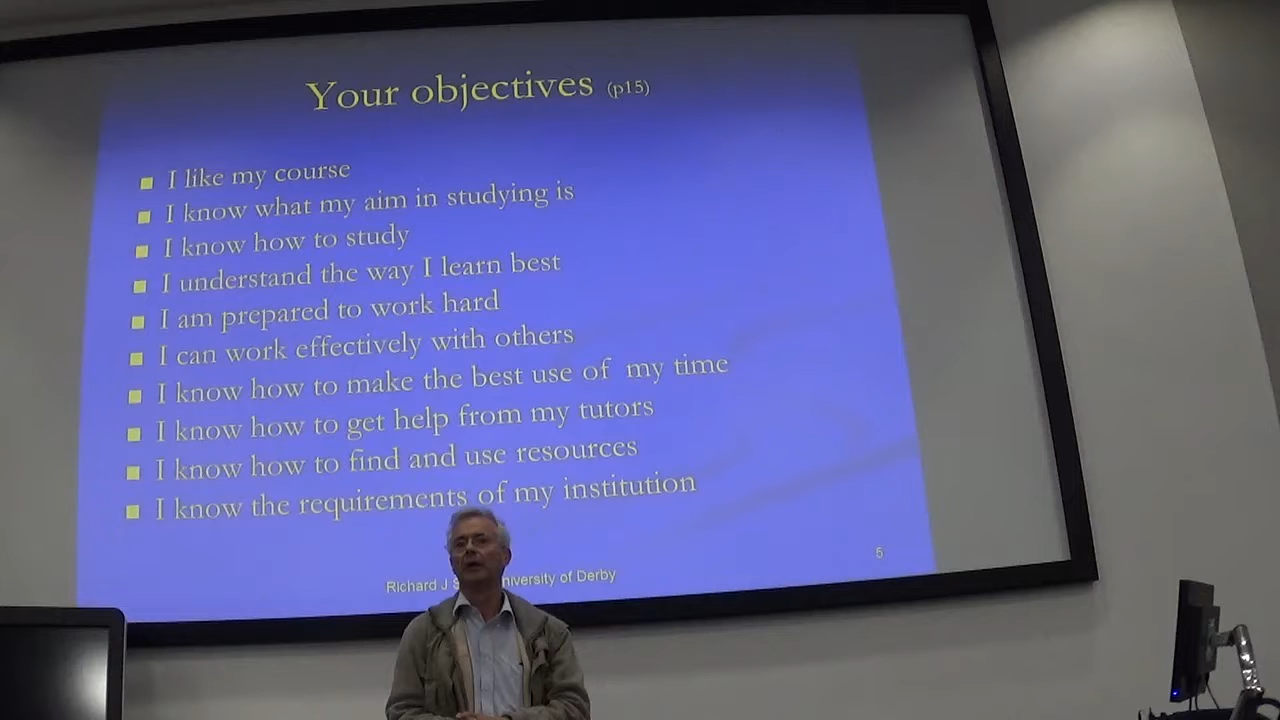 Your objectives (p15)
I like my course
I know what my aim in studying is
I know how to study
I understand the way I learn best
I am prepared to work hard
I can work effectively with others
I know how to make the best use of my time
I know how to get help from my tutors
I know how to find and use resources
I know the requirements of my institution
Richard J University of Derby
5